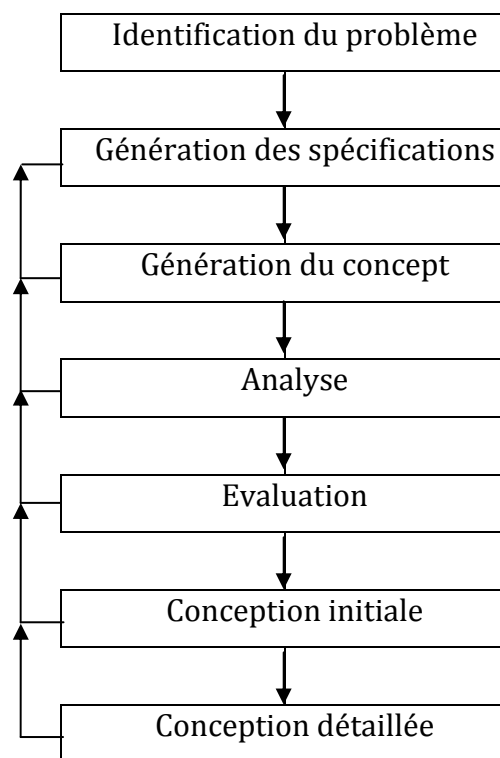 Identification du problème
Génération des spécifications
Génération du concept
Analyse
Evaluation
Conception initiale
Conception détaillée